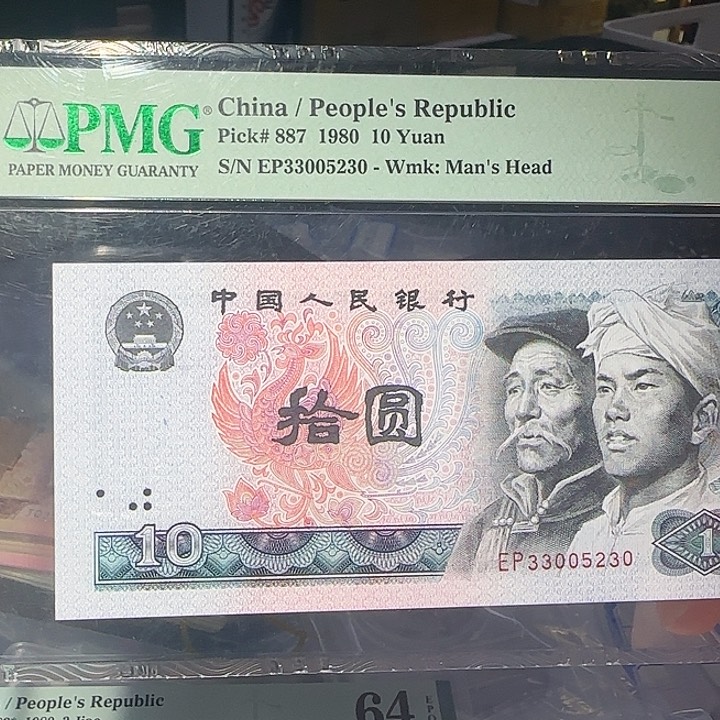 PMG®
PAPER MONEY GUARANTY
China / People's Republic
Pick# 887 1980 10 Yuan
S/N EP33005230 - Wmk: Man's Head
中国人民银行
拾圆
10
EP33005230
1
/ People's Republic
64